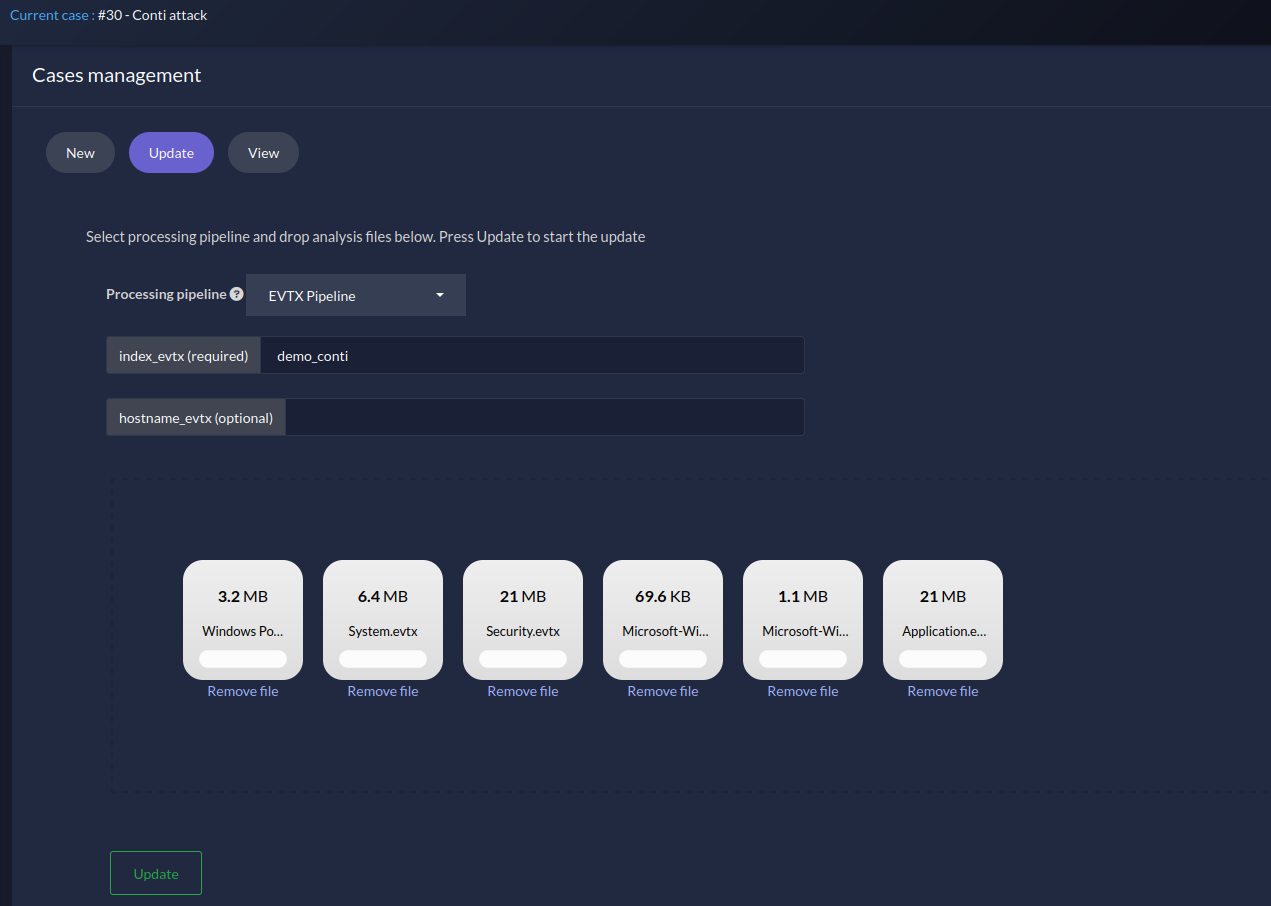 Current case : #30 - Conti attack
Cases management
New Update View
Select processing pipeline and drop analysis files below. Press Update to start the update
Processing pipeline ? EVTX Pipeline
index_evtx (required) demo_conti
hostname_evtx (optional)
3.2 MB 6.4 MB 21 MB 69.6 KB 1.1 MB 21 MB
Windows Po... System.evtx Security.evtx Microsoft-Wi... Microsoft-Wi... Application.e...
Remove file Remove file Remove file Remove file Remove file Remove file
Update